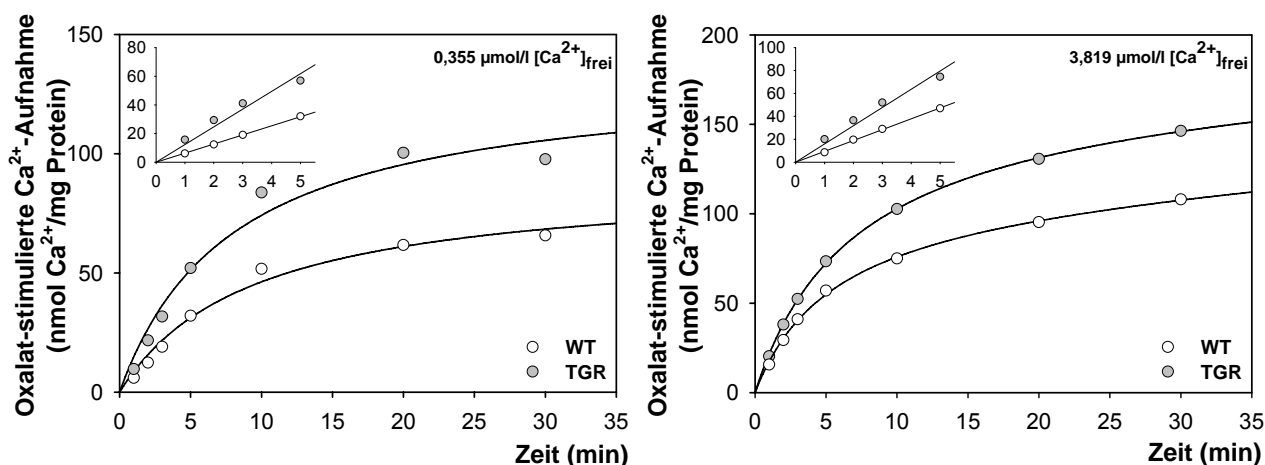 Oxalat-stimulierte Ca²⁺-Aufnahme
(nmol Ca²⁺/mg Protein)
150
100
50
0
0 5 10 15 20 25 30 35
Zeit (min)
0,355 µmol/l [Ca²⁺]frei
80
60
40
20
0
0 1 2 3 4 5
WT
TGR
Oxalat-stimulierte Ca²⁺-Aufnahme
(nmol Ca²⁺/mg Protein)
200
150
100
50
0
0 5 10 15 20 25 30 35
Zeit (min)
3,819 µmol/l [Ca²⁺]frei
100
80
60
40
20
0
0 1 2 3 4 5
WT
TGR